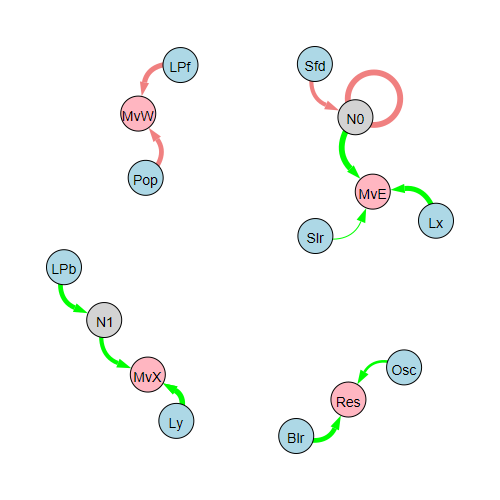 LPf
Sfd
MvW
N0
Pop
MvE
Slr
Lx
LPb
N1
MvX
Osc
Res
Ly
Blr